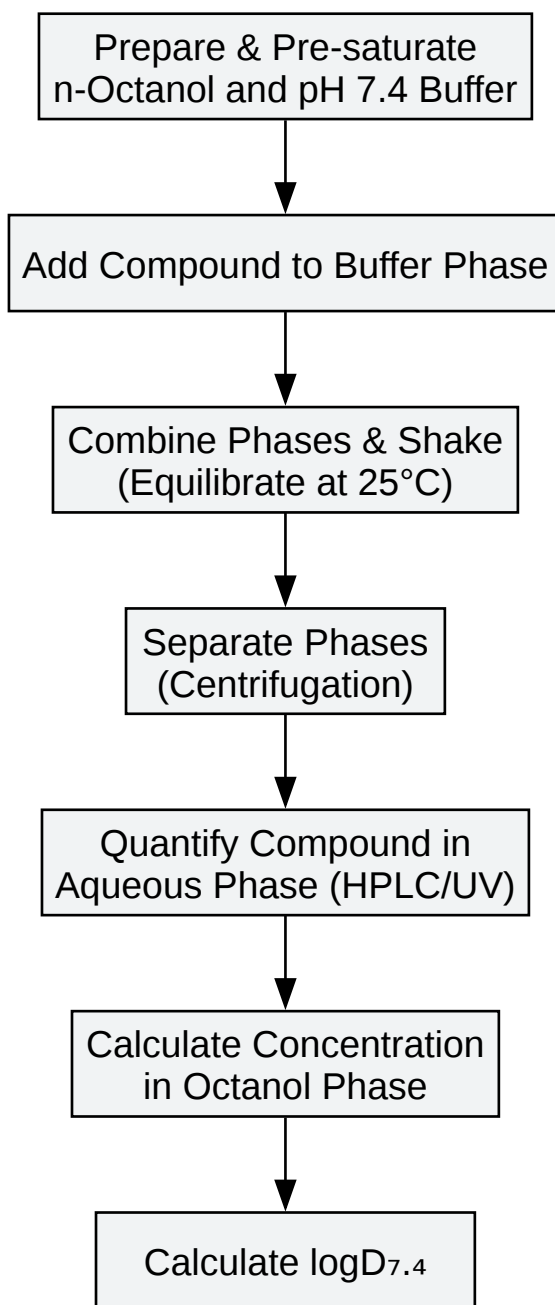 Prepare & Pre-saturate
n-Octanol and pH 7.4 Buffer
Add Compound to Buffer Phase
Combine Phases & Shake
(Equilibrate at 25°C)
Separate Phases
(Centrifugation)
Quantify Compound in
Aqueous Phase (HPLC/UV)
Calculate Concentration
in Octanol Phase
Calculate logD₇.₄